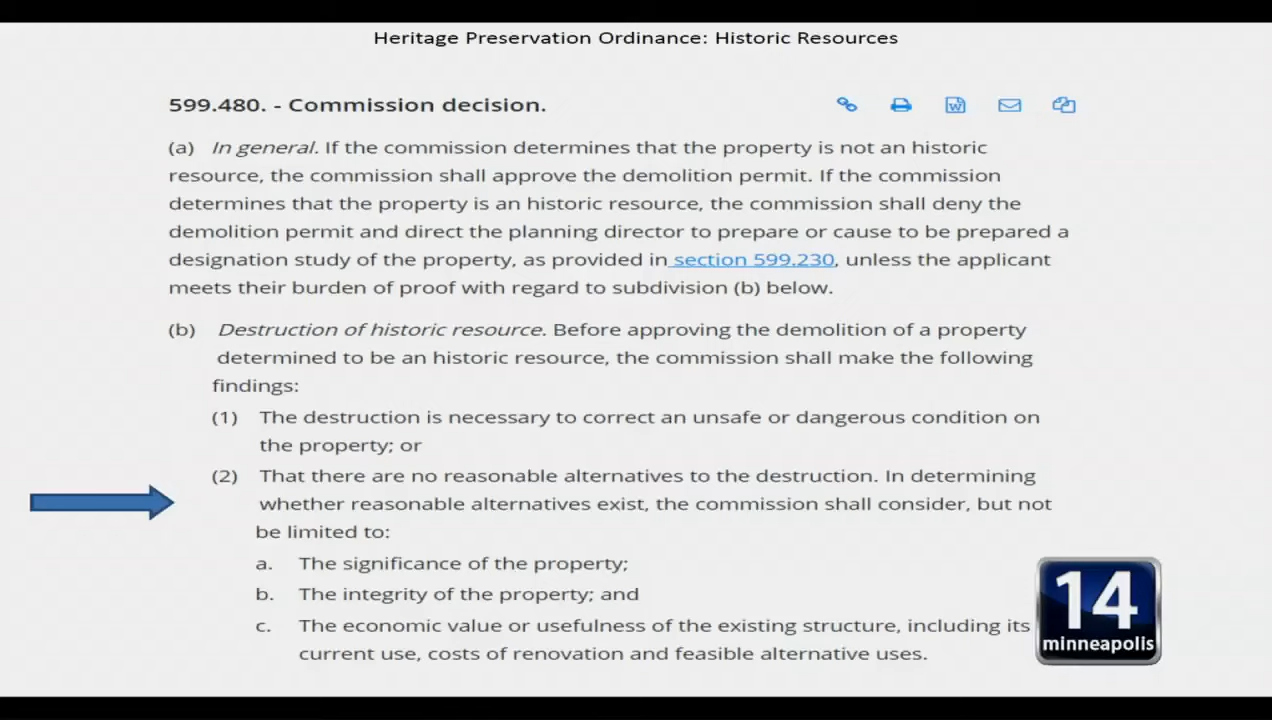 Heritage Preservation Ordinance: Historic Resources
599.480. - Commission decision.
(a) In general. If the commission determines that the property is not an historic
resource, the commission shall approve the demolition permit. If the commission
determines that the property is an historic resource, the commission shall deny the
demolition permit and direct the planning director to prepare or cause to be prepared a
designation study of the property, as provided in section 599.230, unless the applicant
meets their burden of proof with regard to subdivision (b) below.
(b) Destruction of historic resource. Before approving the demolition of a property
determined to be an historic resource, the commission shall make the following
findings:
(1) The destruction is necessary to correct an unsafe or dangerous condition on
the property; or
(2) That there are no reasonable alternatives to the destruction. In determining
whether reasonable alternatives exist, the commission shall consider, but not
be limited to:
a. The significance of the property;
b. The integrity of the property; and
c. The economic value or usefulness of the existing structure, including its
current use, costs of renovation and feasible alternative uses.
14
minneapolis